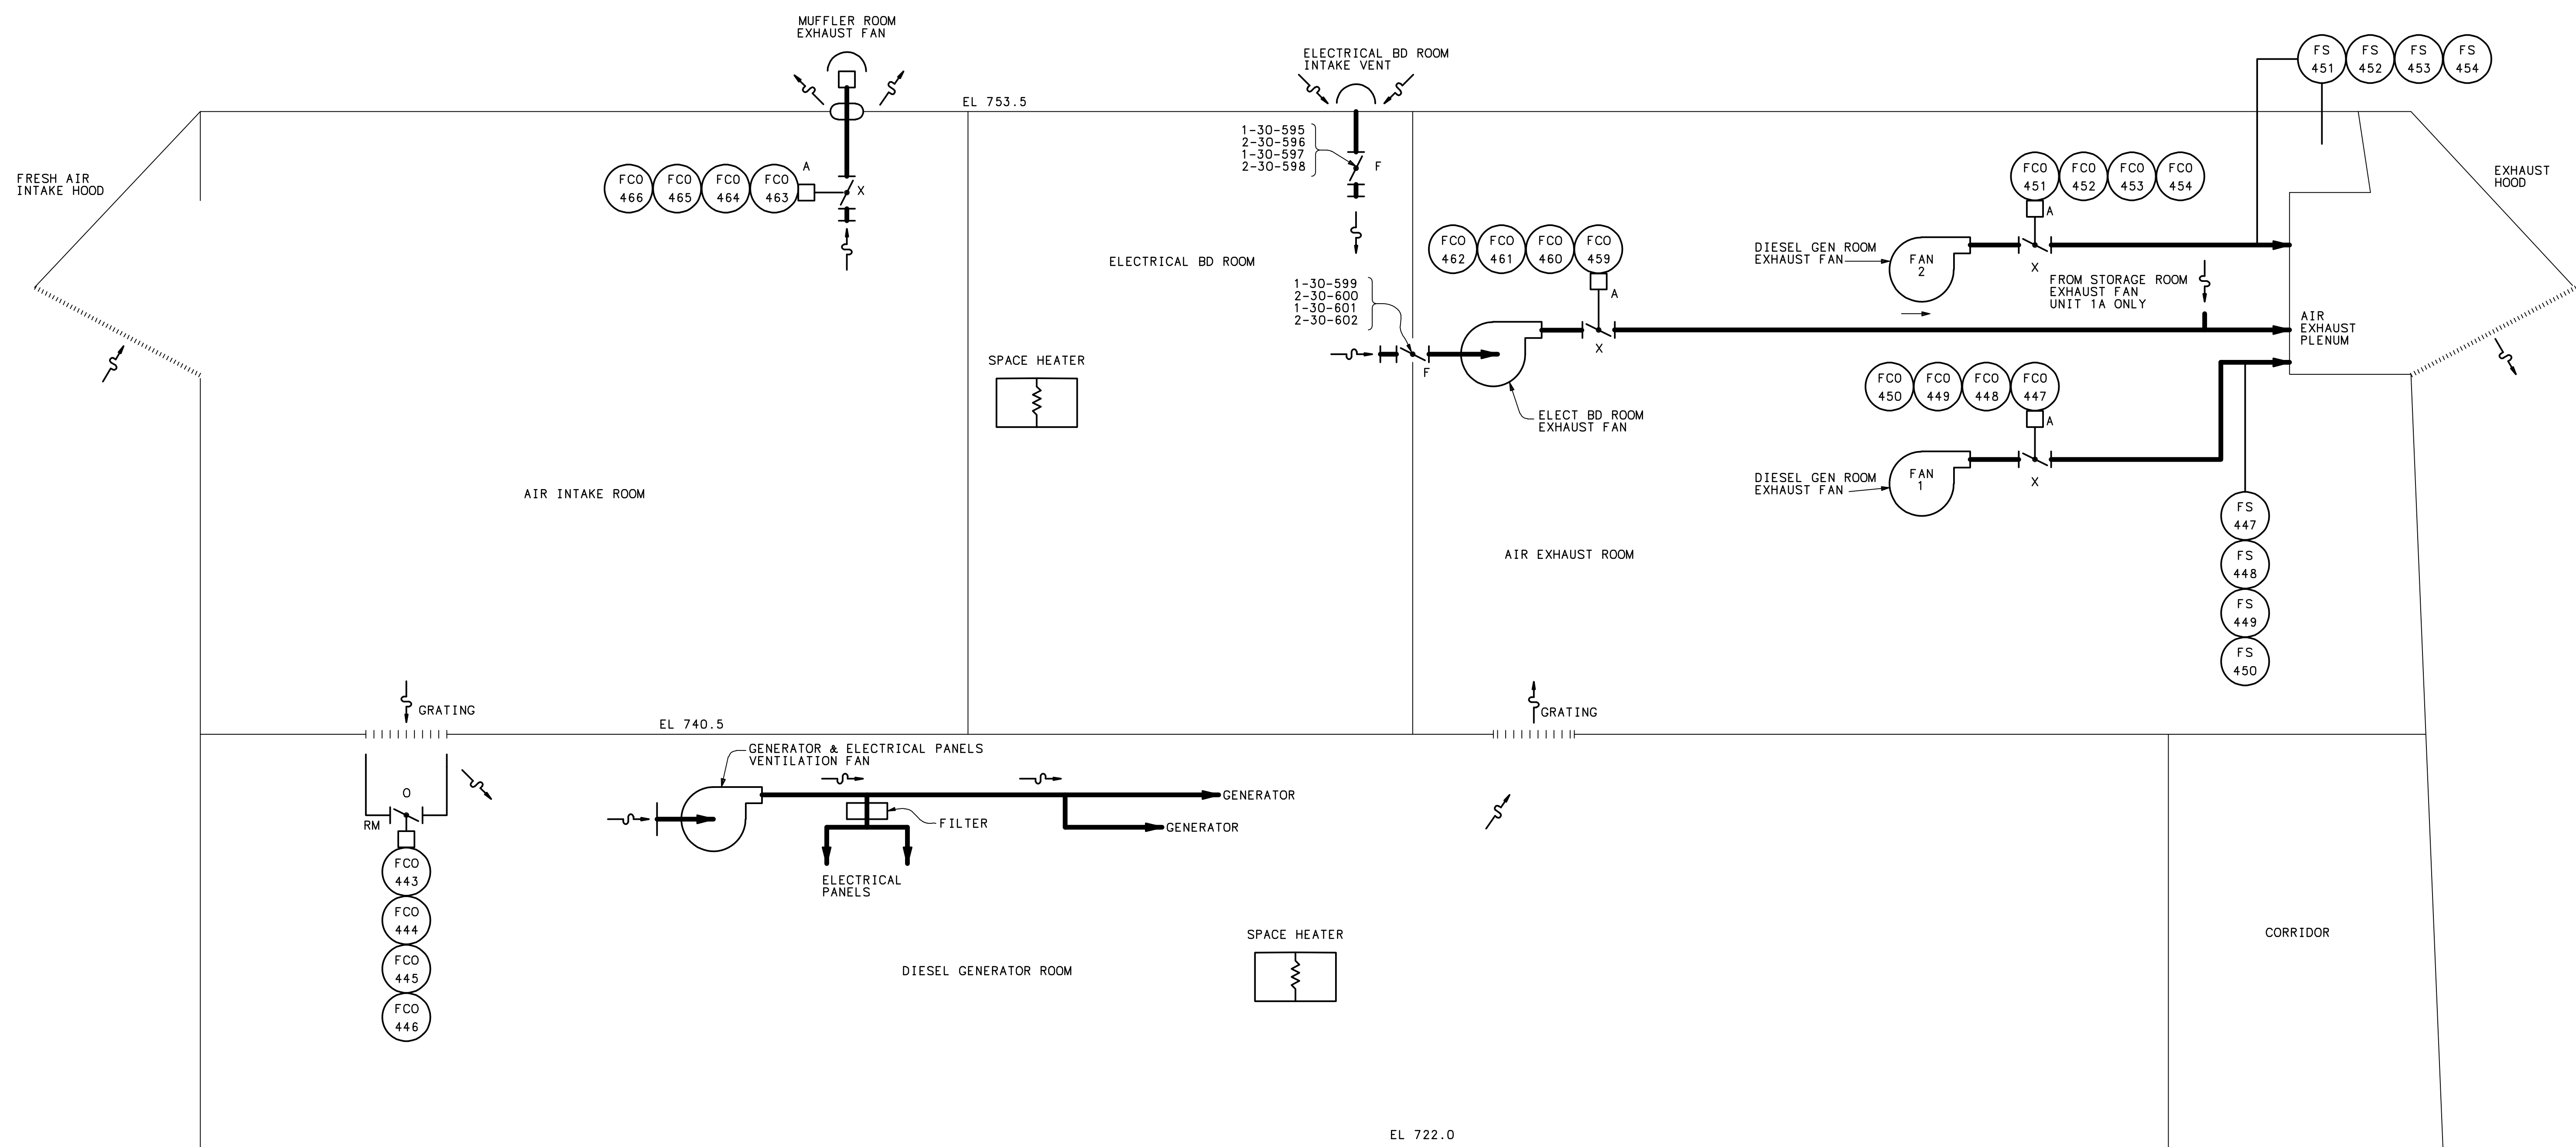 MUFFLER ROOM
EXHAUST FAN
ELECTRICAL BD ROOM
INTAKE VENT
FS
451
FS
452
FS
453
FS
454
EL 753.5
1-30-595
2-30-596
1-30-597
2-30-598
F
FRESH AIR
INTAKE HOOD
FCO
466
FCO
465
FCO
464
FCO
463
A
X
FCO
451
FCO
452
FCO
453
FCO
454
A
EXHAUST
HOOD
ELECTRICAL BD ROOM
FCO
462
FCO
461
FCO
460
FCO
459
A
DIESEL GEN ROOM
EXHAUST FAN
FAN
2
X
FROM STORAGE ROOM
EXHAUST FAN
UNIT 1A ONLY
1-30-599
2-30-600
1-30-601
2-30-602
F
X
AIR
EXHAUST
PLENUM
SPACE HEATER
FCO
450
FCO
449
FCO
448
FCO
447
A
ELECT BD ROOM
EXHAUST FAN
DIESEL GEN ROOM
EXHAUST FAN
FAN
1
X
AIR INTAKE ROOM
AIR EXHAUST ROOM
FS
447
FS
448
FS
449
FS
450
GRATING
EL 740.5
GRATING
GENERATOR & ELECTRICAL PANELS
VENTILATION FAN
O
RM
GENERATOR
FILTER
GENERATOR
FCO
443
FCO
444
FCO
445
FCO
446
ELECTRICAL
PANELS
SPACE HEATER
CORRIDOR
DIESEL GENERATOR ROOM
EL 722.0